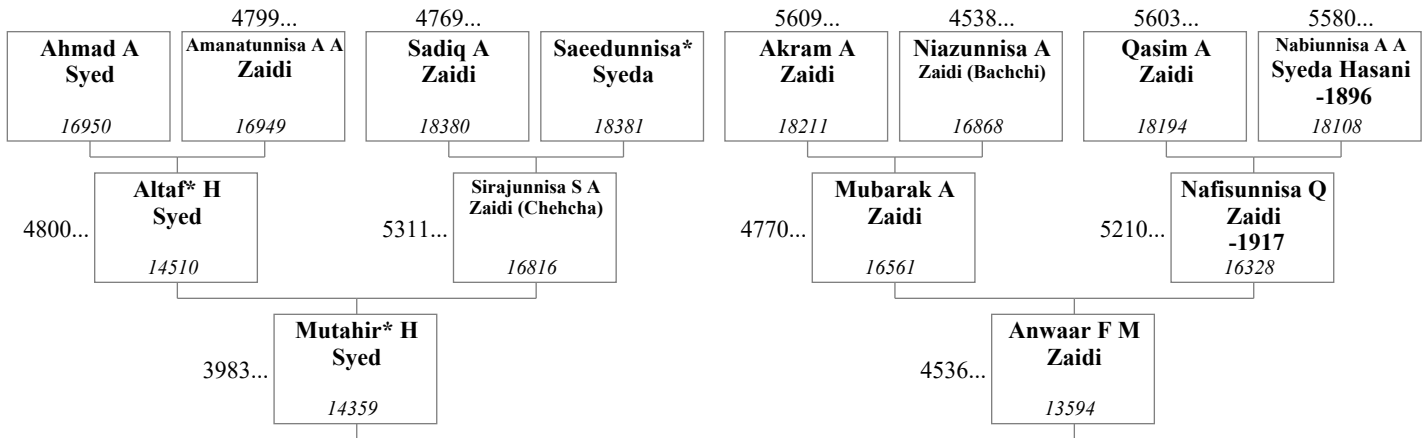 4799... 4769... 5609... 4538... 5603... 5580...
Ahmad A
Syed
16950
Amanatunnisa A A
Zaidi
16949
Sadiq A
Zaidi
18380
Saeedunnisa*
Syeda
18381
Akram A
Zaidi
18211
Niazunnisa A
Zaidi (Bachchi)
16868
Qasim A
Zaidi
18194
Nabiunnisa A A
Syeda Hasani
-1896
18108
4800...
Altaf* H
Syed
14510
5311...
Sirajunnisa S A
Zaidi (Chehcha)
16816
4770...
Mubarak A
Zaidi
16561
5210...
Nafisunnisa Q
Zaidi
-1917
16328
3983...
Mutahir* H
Syed
14359
4536...
Anwaar F M
Zaidi
13594